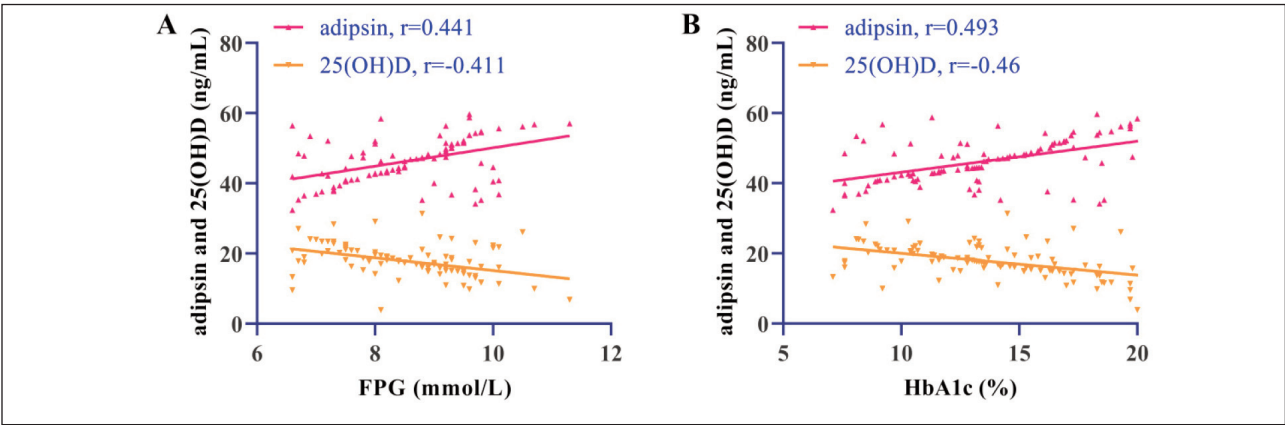 A
adipsin, r=0.441
25(OH)D, r=-0.411
adipsin and 25(OH)D (ng/mL)
80
60
40
20
0
6
8
10
12
FPG (mmol/L)
B
adipsin, r=0.493
25(OH)D, r=-0.46
adipsin and 25(OH)D (ng/mL)
80
60
40
20
0
5
10
15
20
HbA1c (%)